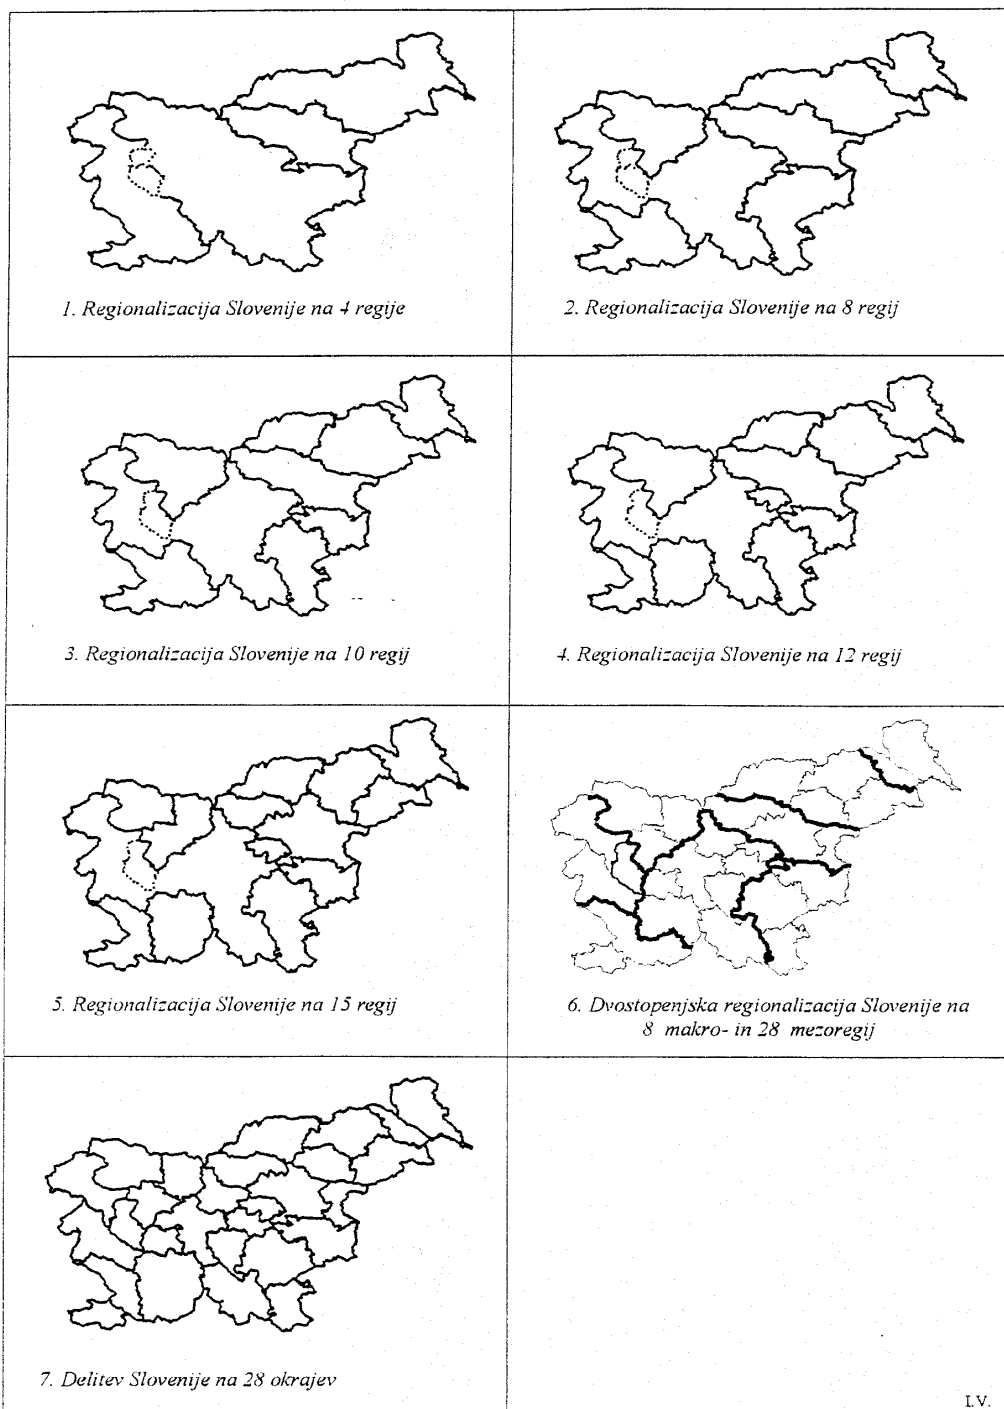 1. Regionalizacija Slovenije na 4 regije
2. Regionalizacija Slovenije na 8 regij
3. Regionalizacija Slovenije na 10 regij
4. Regionalizacija Slovenije na 12 regij
5. Regionalizacija Slovenije na 15 regij
6. Dvostopenjska regionalizacija Slovenije na
8 makro- in 28 mezoregij
7. Delitev Slovenije na 28 okrajev
I.V.